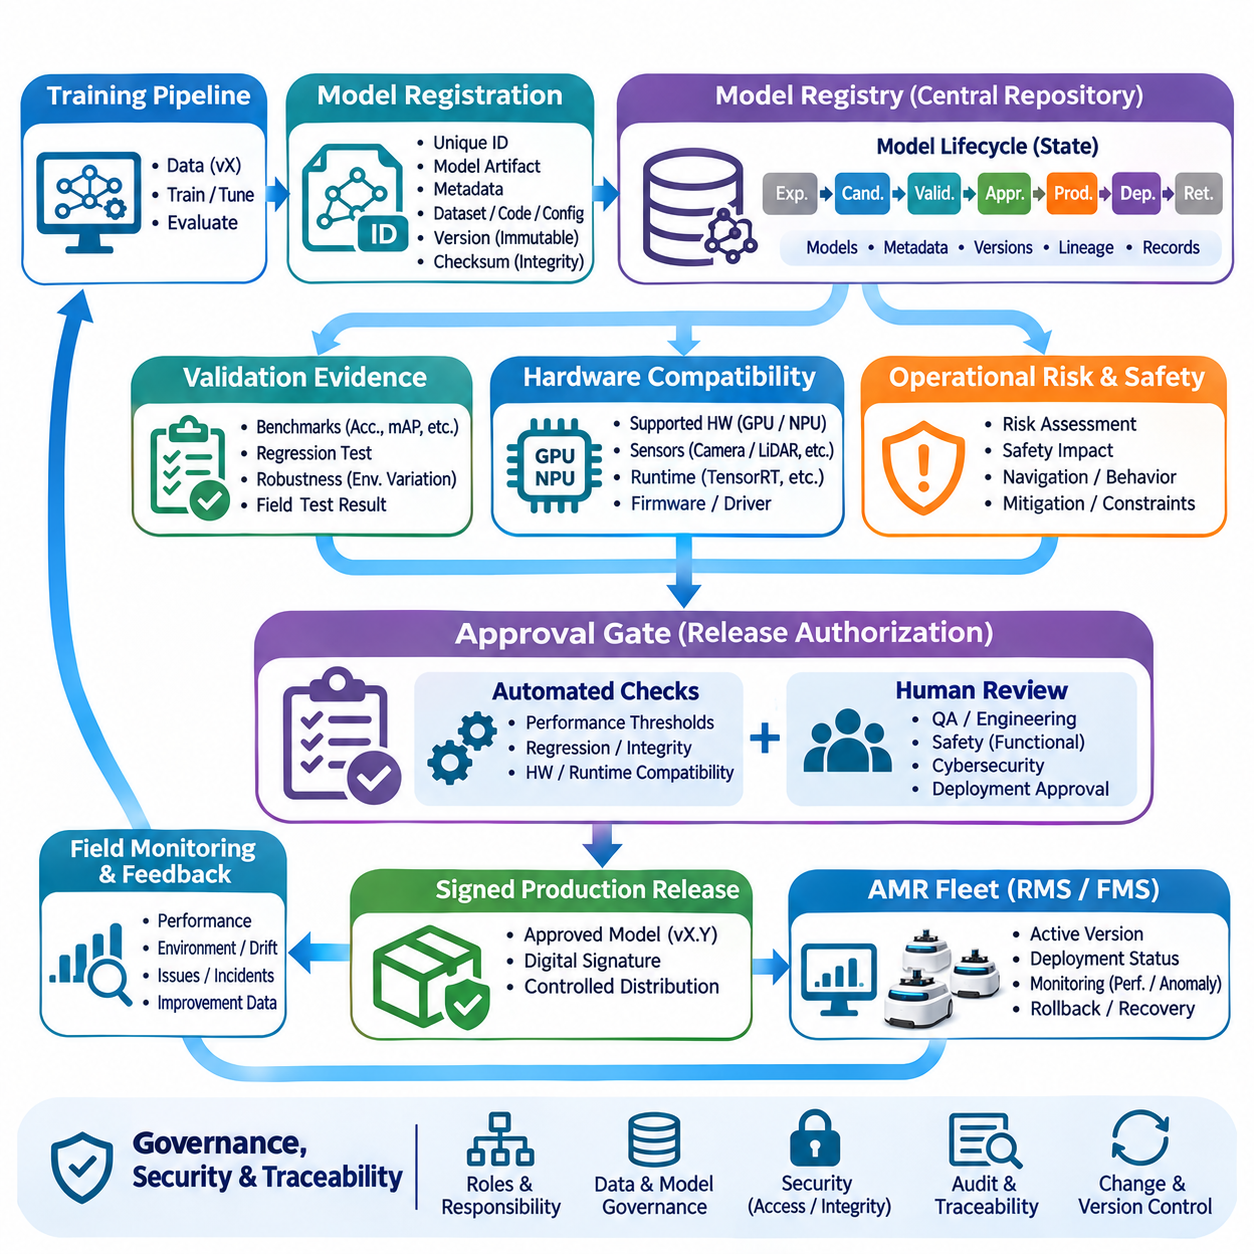 Training Pipeline
• Data (vX)
• Train / Tune
• Evaluate
Model Registration
ID
• Unique ID
• Model Artifact
• Metadata
• Dataset / Code / Config
• Version (Immutable)
• Checksum (Integrity)
Model Registry (Central Repository)
Model Lifecycle (State)
Exp. Cand. Valid. Appr. Prod. Dep. Ret.
Models • Metadata • Versions • Lineage • Records
Validation Evidence
• Benchmarks (Acc., mAP, etc.)
• Regression Test
• Robustness (Env. Variation)
• Field Test Result
Hardware Compatibility
GPU
NPU
• Supported HW (GPU / NPU)
• Sensors (Camera / LiDAR, etc.)
• Runtime (TensorRT, etc.)
• Firmware / Driver
Operational Risk & Safety
• Risk Assessment
• Safety Impact
• Navigation / Behavior
• Mitigation / Constraints
Approval Gate (Release Authorization)
Automated Checks
• Performance Thresholds
• Regression / Integrity
• HW / Runtime Compatibility
+
Human Review
• QA / Engineering
• Safety (Functional)
• Cybersecurity
• Deployment Approval
Field Monitoring
& Feedback
• Performance
• Environment / Drift
• Issues / Incidents
• Improvement Data
Signed Production Release
• Approved Model (vX.Y)
• Digital Signature
• Controlled Distribution
AMR Fleet (RMS / FMS)
• Active Version
• Deployment Status
• Monitoring (Perf. / Anomaly)
• Rollback / Recovery
Governance,
Security & Traceability
Roles &
Responsibility
Data & Model
Governance
Security
(Access / Integrity)
Audit &
Traceability
Change &
Version Control